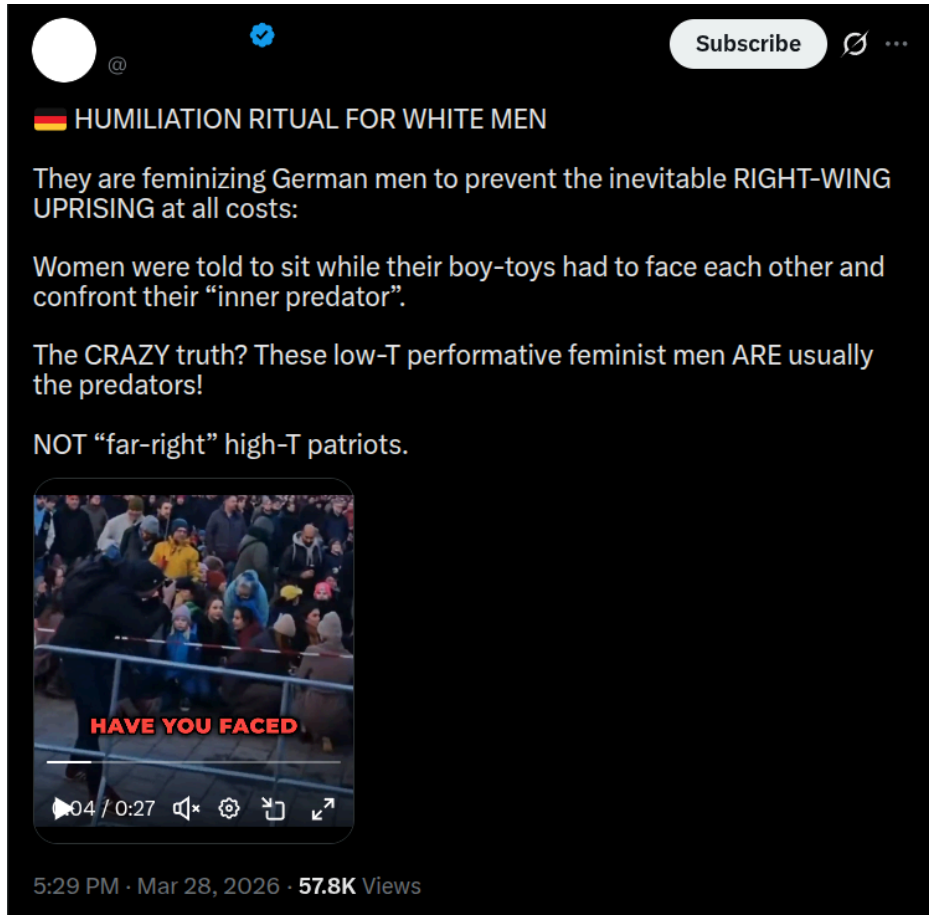 @
Subscribe
HUMILIATION RITUAL FOR WHITE MEN
They are feminizing German men to prevent the inevitable RIGHT-WING
UPRISING at all costs:
Women were told to sit while their boy-toys had to face each other and
confront their “inner predator”.
The CRAZY truth? These low-T performative feminist men ARE usually
the predators!
NOT “far-right” high-T patriots.
HAVE YOU FACED
:04 / 0:27
5:29 PM · Mar 28, 2026 · 57.8K Views